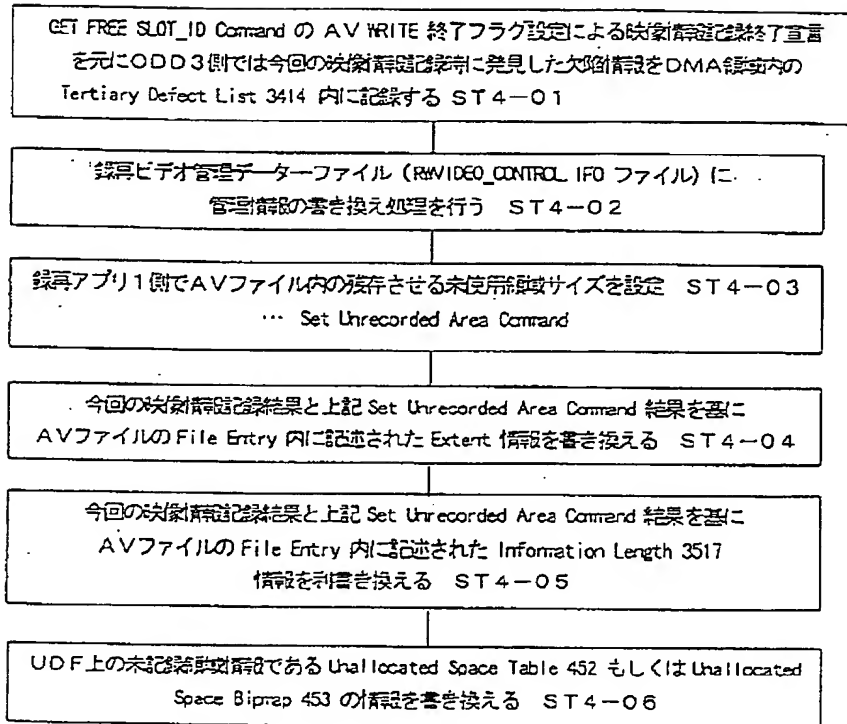 GET FREE SLOT_ID Command の AV WRITE 終了フラグ設定による映像情報記録終了宣言
を元にODD3側では今回の映像情報記録時に発見した欠陥情報をDMA領域内の
Tertiary Defect List 3414 内に記録する ST4-01
録再ビデオ管理データーファイル (RWVIDEO_CONTROL. IFO ファイル) に
管理情報の書き換え処理を行う ST4-02
録再アプリ1側でAVファイル内の残存させる未使用領域サイズを設定 ST4-03
… Set Unrecorded Area Command
今回の映像情報記録結果と上記 Set Unrecorded Area Command 結果を基に
AVファイルの File Entry 内に記述された Extent 情報を書き換える ST4-04
今回の映像情報記録結果と上記 Set Unrecorded Area Command 結果を基に
AVファイルの File Entry 内に記述された Information Length 3517
情報を利書き換える ST4-05
UDF上の未記録領域情報である Unallocated Space Table 452 もしくは Unallocated
Space Bipmap 453 の情報を書き換える ST4-06